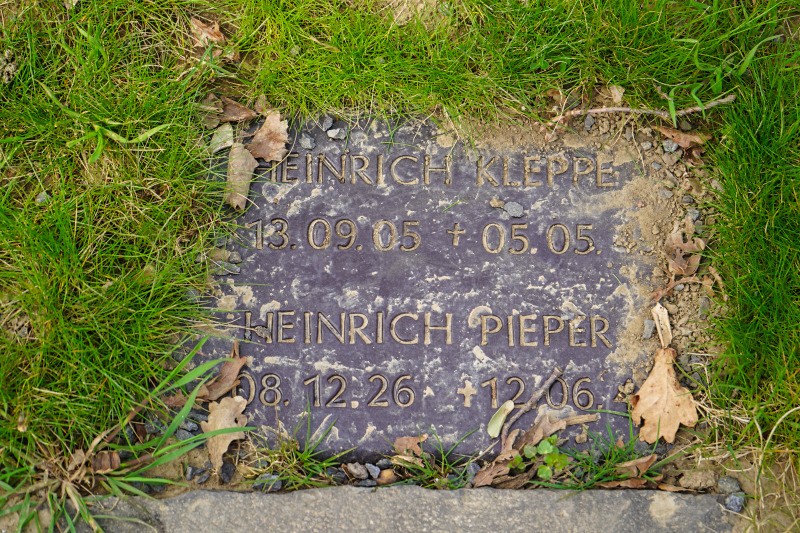 HEINRICH KLEPPE
13.09.05 + 05.05.
HEINRICH PIEPER
08.12.26 + 12.06.